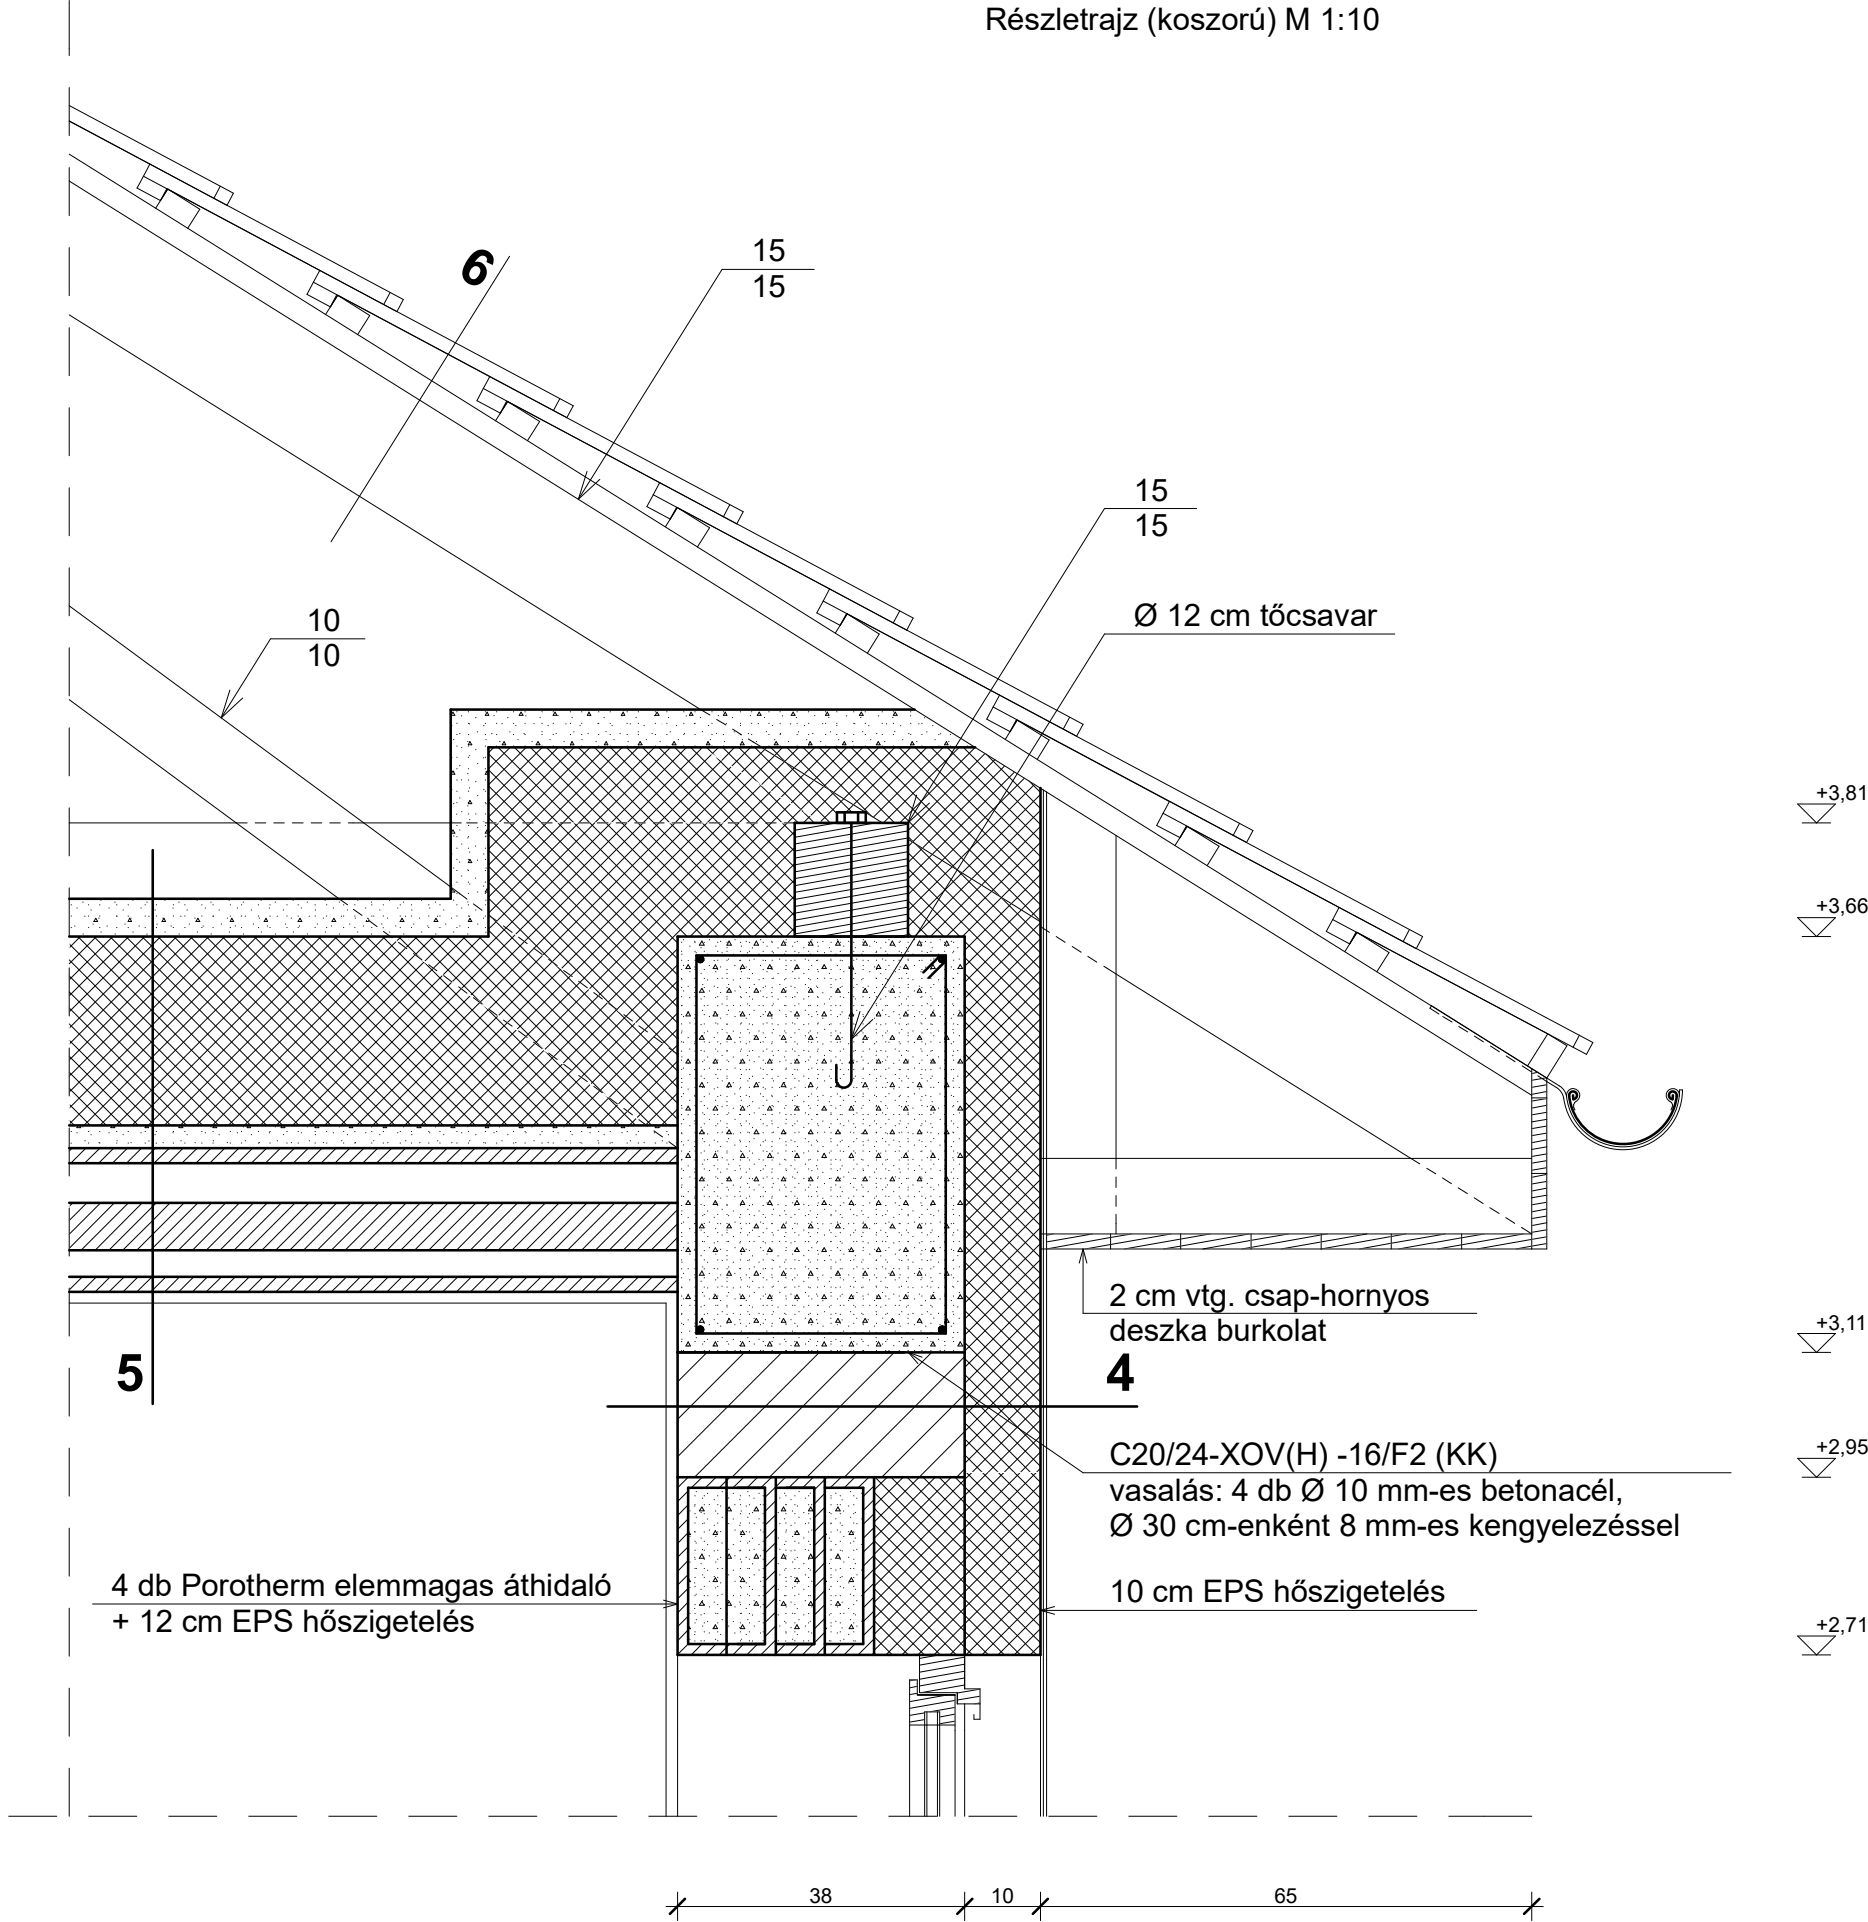 Részletrajz (koszorú) M 1:10
6
15
15
15
15
Ø 12 cm tőcsavar
10
10
+3,81
+3,66
2 cm vtg. csap-hornyos
deszka burkolat
+3,11
5
4
C20/24-XOV(H) -16/F2 (KK)
vasalás: 4 db Ø 10 mm-es betonacél,
Ø 30 cm-enként 8 mm-es kengyelezéssel
+2,95
4 db Porotherm elemmagas áthidaló
+ 12 cm EPS hőszigetelés
10 cm EPS hőszigetelés
+2,71
38
10
65